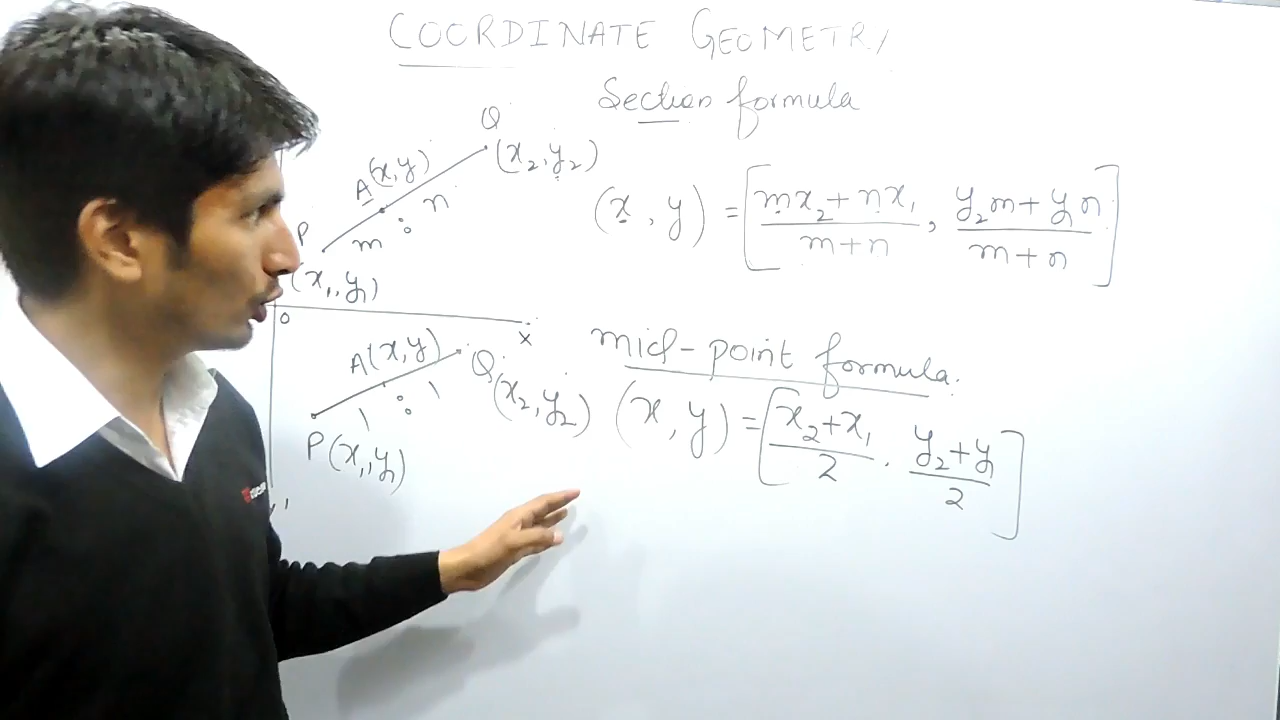 COORDINATE GEOMETRY
Section formula
Q
(x₂, y₂)
A(x, y)
n
:
m
P
(x₁, y₁)
(x, y) = [mx₂ + nx₁ / m + n , y₂m + y₁n / m + n]
O
X
mid-point formula.
A(x, y)
Q
(x₂, y₂)
1 : 1
P(x₁, y₁)
(x, y) = [x₂ + x₁ / 2 , y₂ + y₁ / 2]